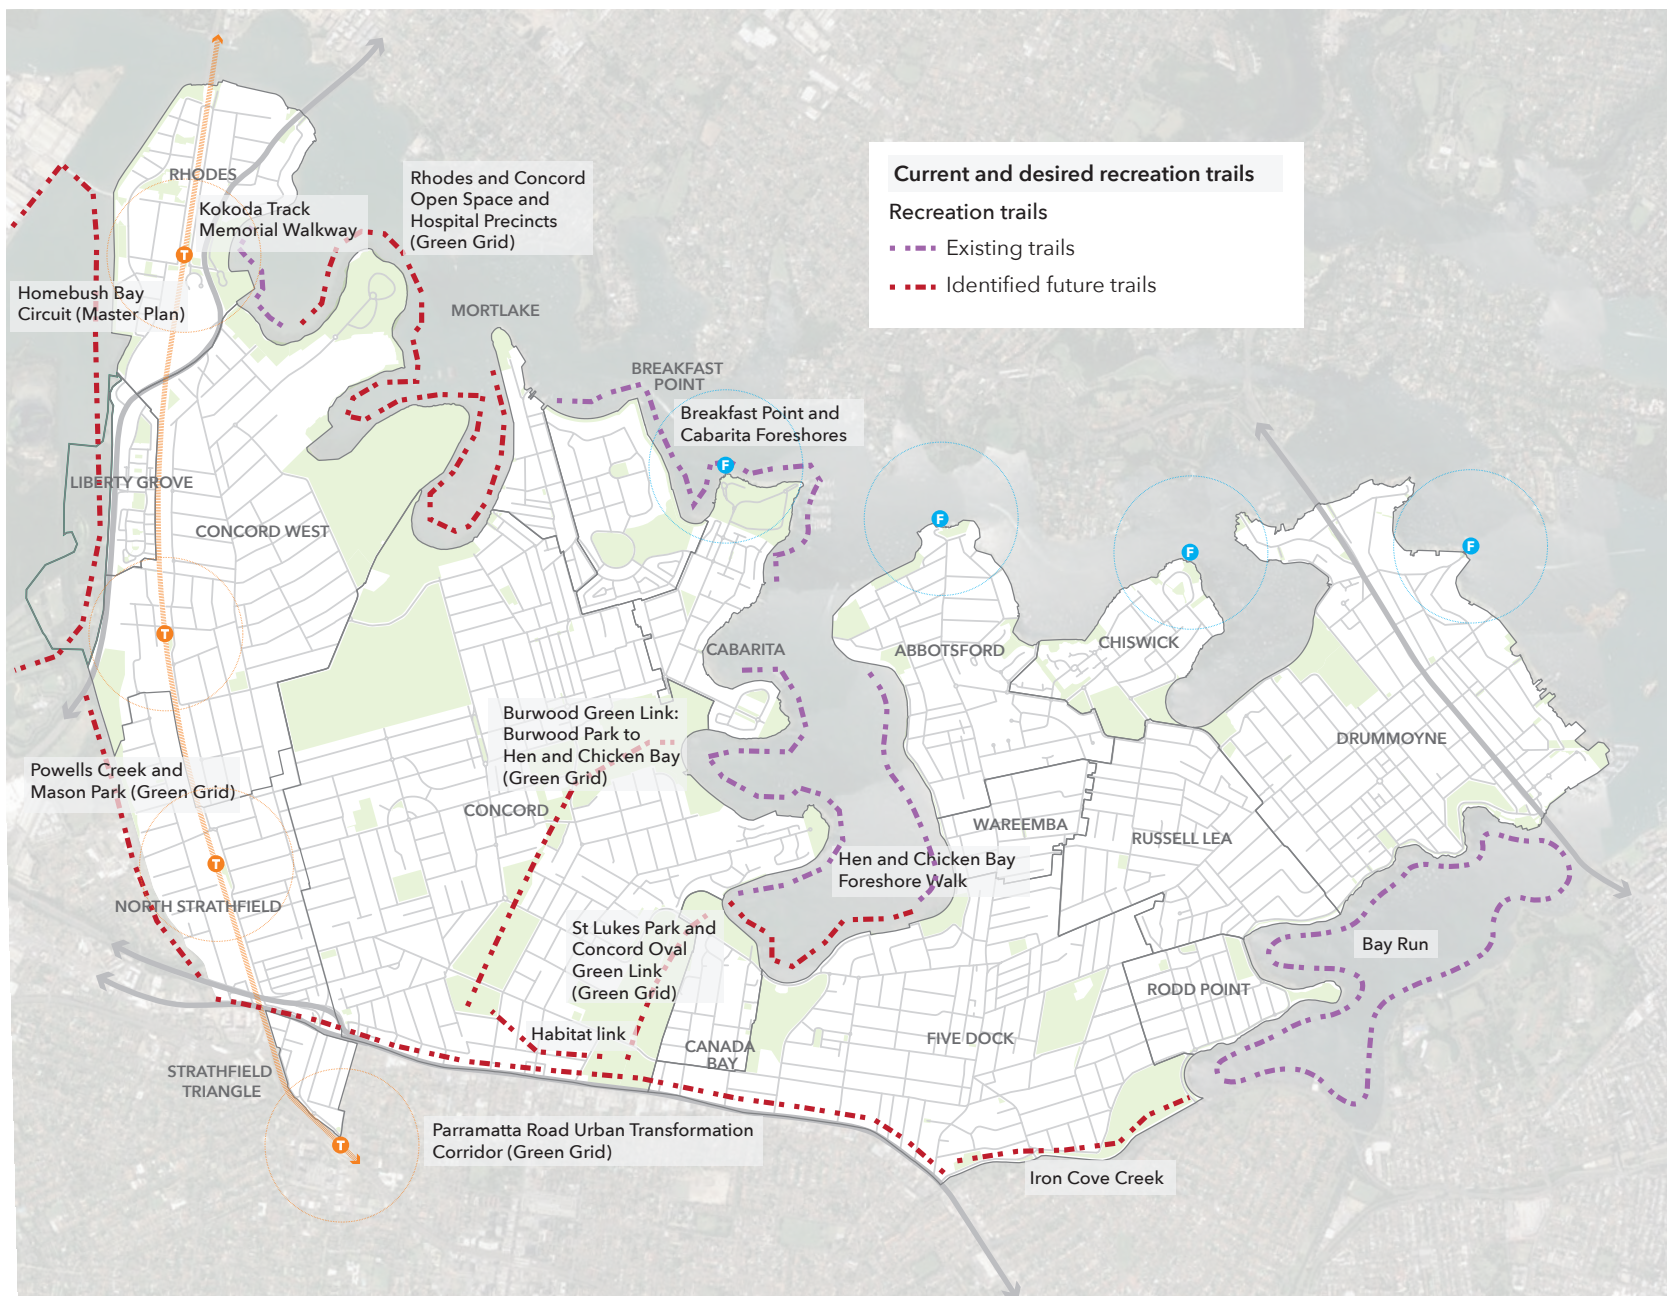 Current and desired recreation trails
Recreation trails
Existing trails
Identified future trails
RHODES
Kokoda Track
Memorial Walkway
Rhodes and Concord
Open Space and
Hospital Precincts
(Green Grid)
T
Homebush Bay
Circuit (Master Plan)
MORTLAKE
BREAKFAST
POINT
Breakfast Point and
Cabarita Foreshores
F
F
F
F
LIBERTY GROVE
CONCORD WEST
T
CABARITA
ABBOTSFORD
CHISWICK
Burwood Green Link:
Burwood Park to
Hen and Chicken Bay
(Green Grid)
DRUMMOYNE
Powells Creek and
Mason Park (Green Grid)
CONCORD
WAREEMBA
RUSSELL LEA
T
Hen and Chicken Bay
Foreshore Walk
NORTH STRATHFIELD
St Lukes Park and
Concord Oval
Green Link
(Green Grid)
Bay Run
RODD POINT
Habitat link
CANADA
BAY
FIVE DOCK
STRATHFIELD
TRIANGLE
T
Parramatta Road Urban Transformation
Corridor (Green Grid)
Iron Cove Creek